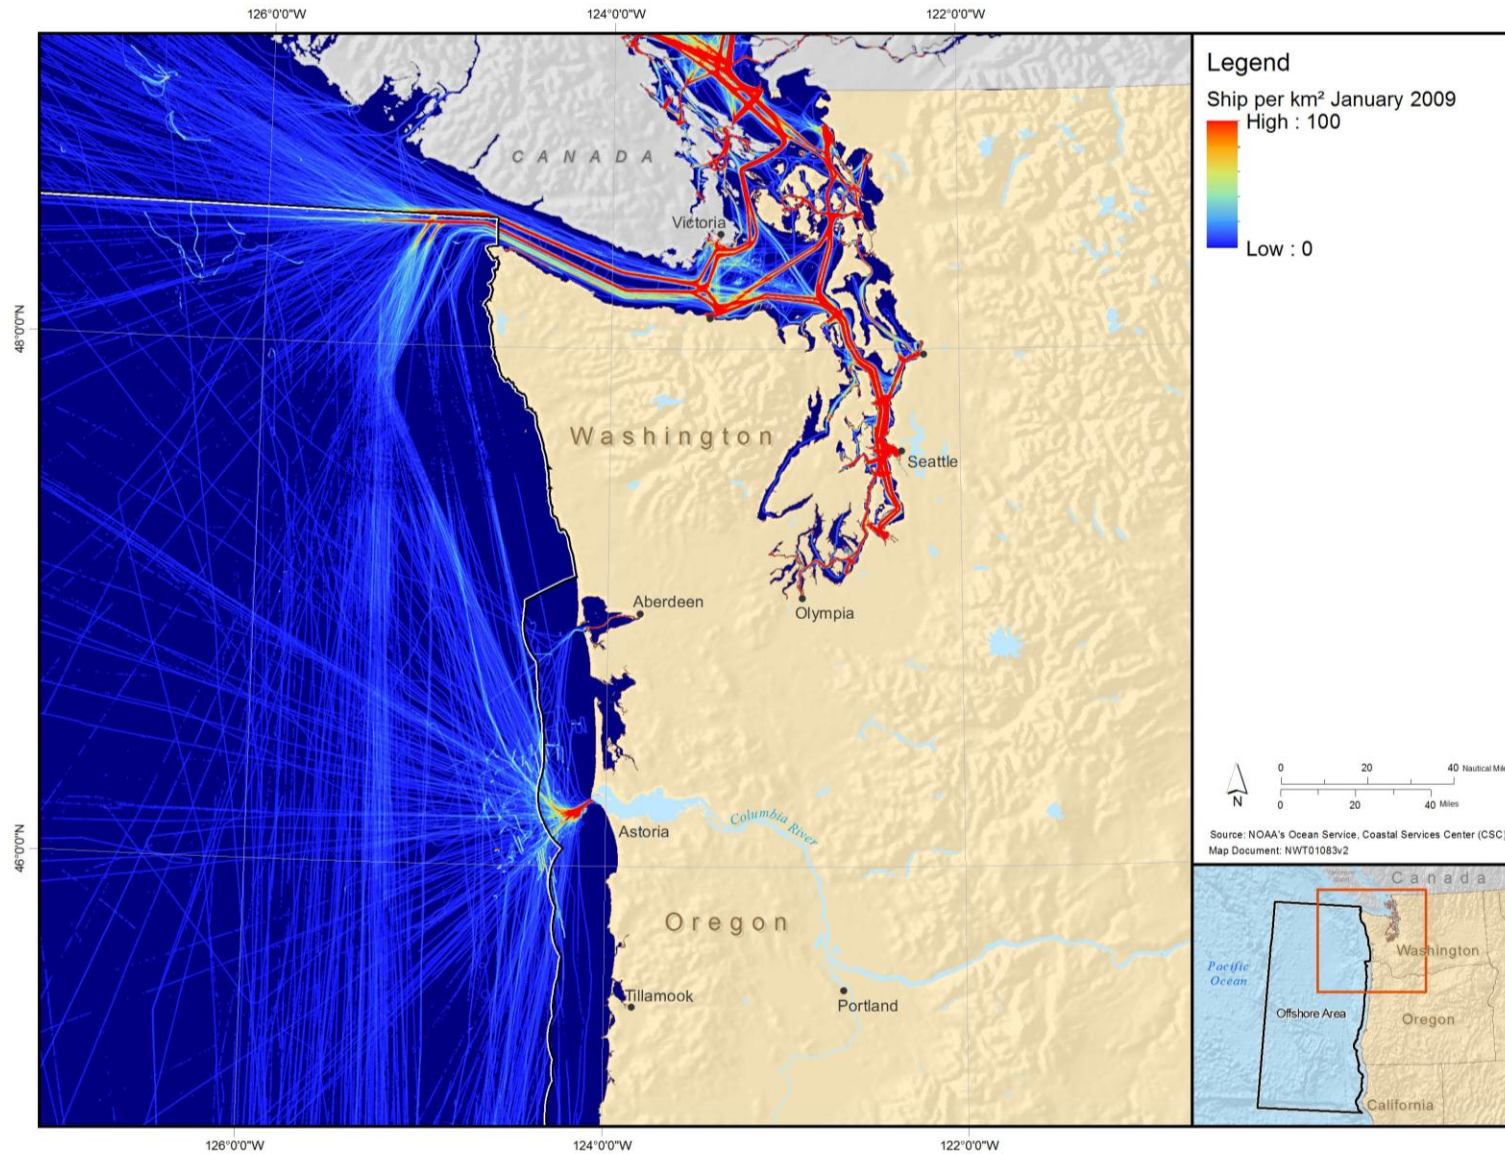 126°0'0"W
124°0'0"W
122°0'0"W
Legend
Ship per km² January 2009
High : 100
Low : 0
CANADA
Victoria
48°0'0"N
Washington
Seattle
Aberdeen
Olympia
Astoria
Columbia River
46°0'0"N
Oregon
Tillamook
Portland
0 20 40 Nautical Mile
0 20 40 Miles
N
Source: NOAA's Ocean Service, Coastal Services Center (CSC)
Map Document: NWT01083v2
Canada
Washington
Pacific
Ocean
Offshore Area
Oregon
California
126°0'0"W
124°0'0"W
122°0'0"W